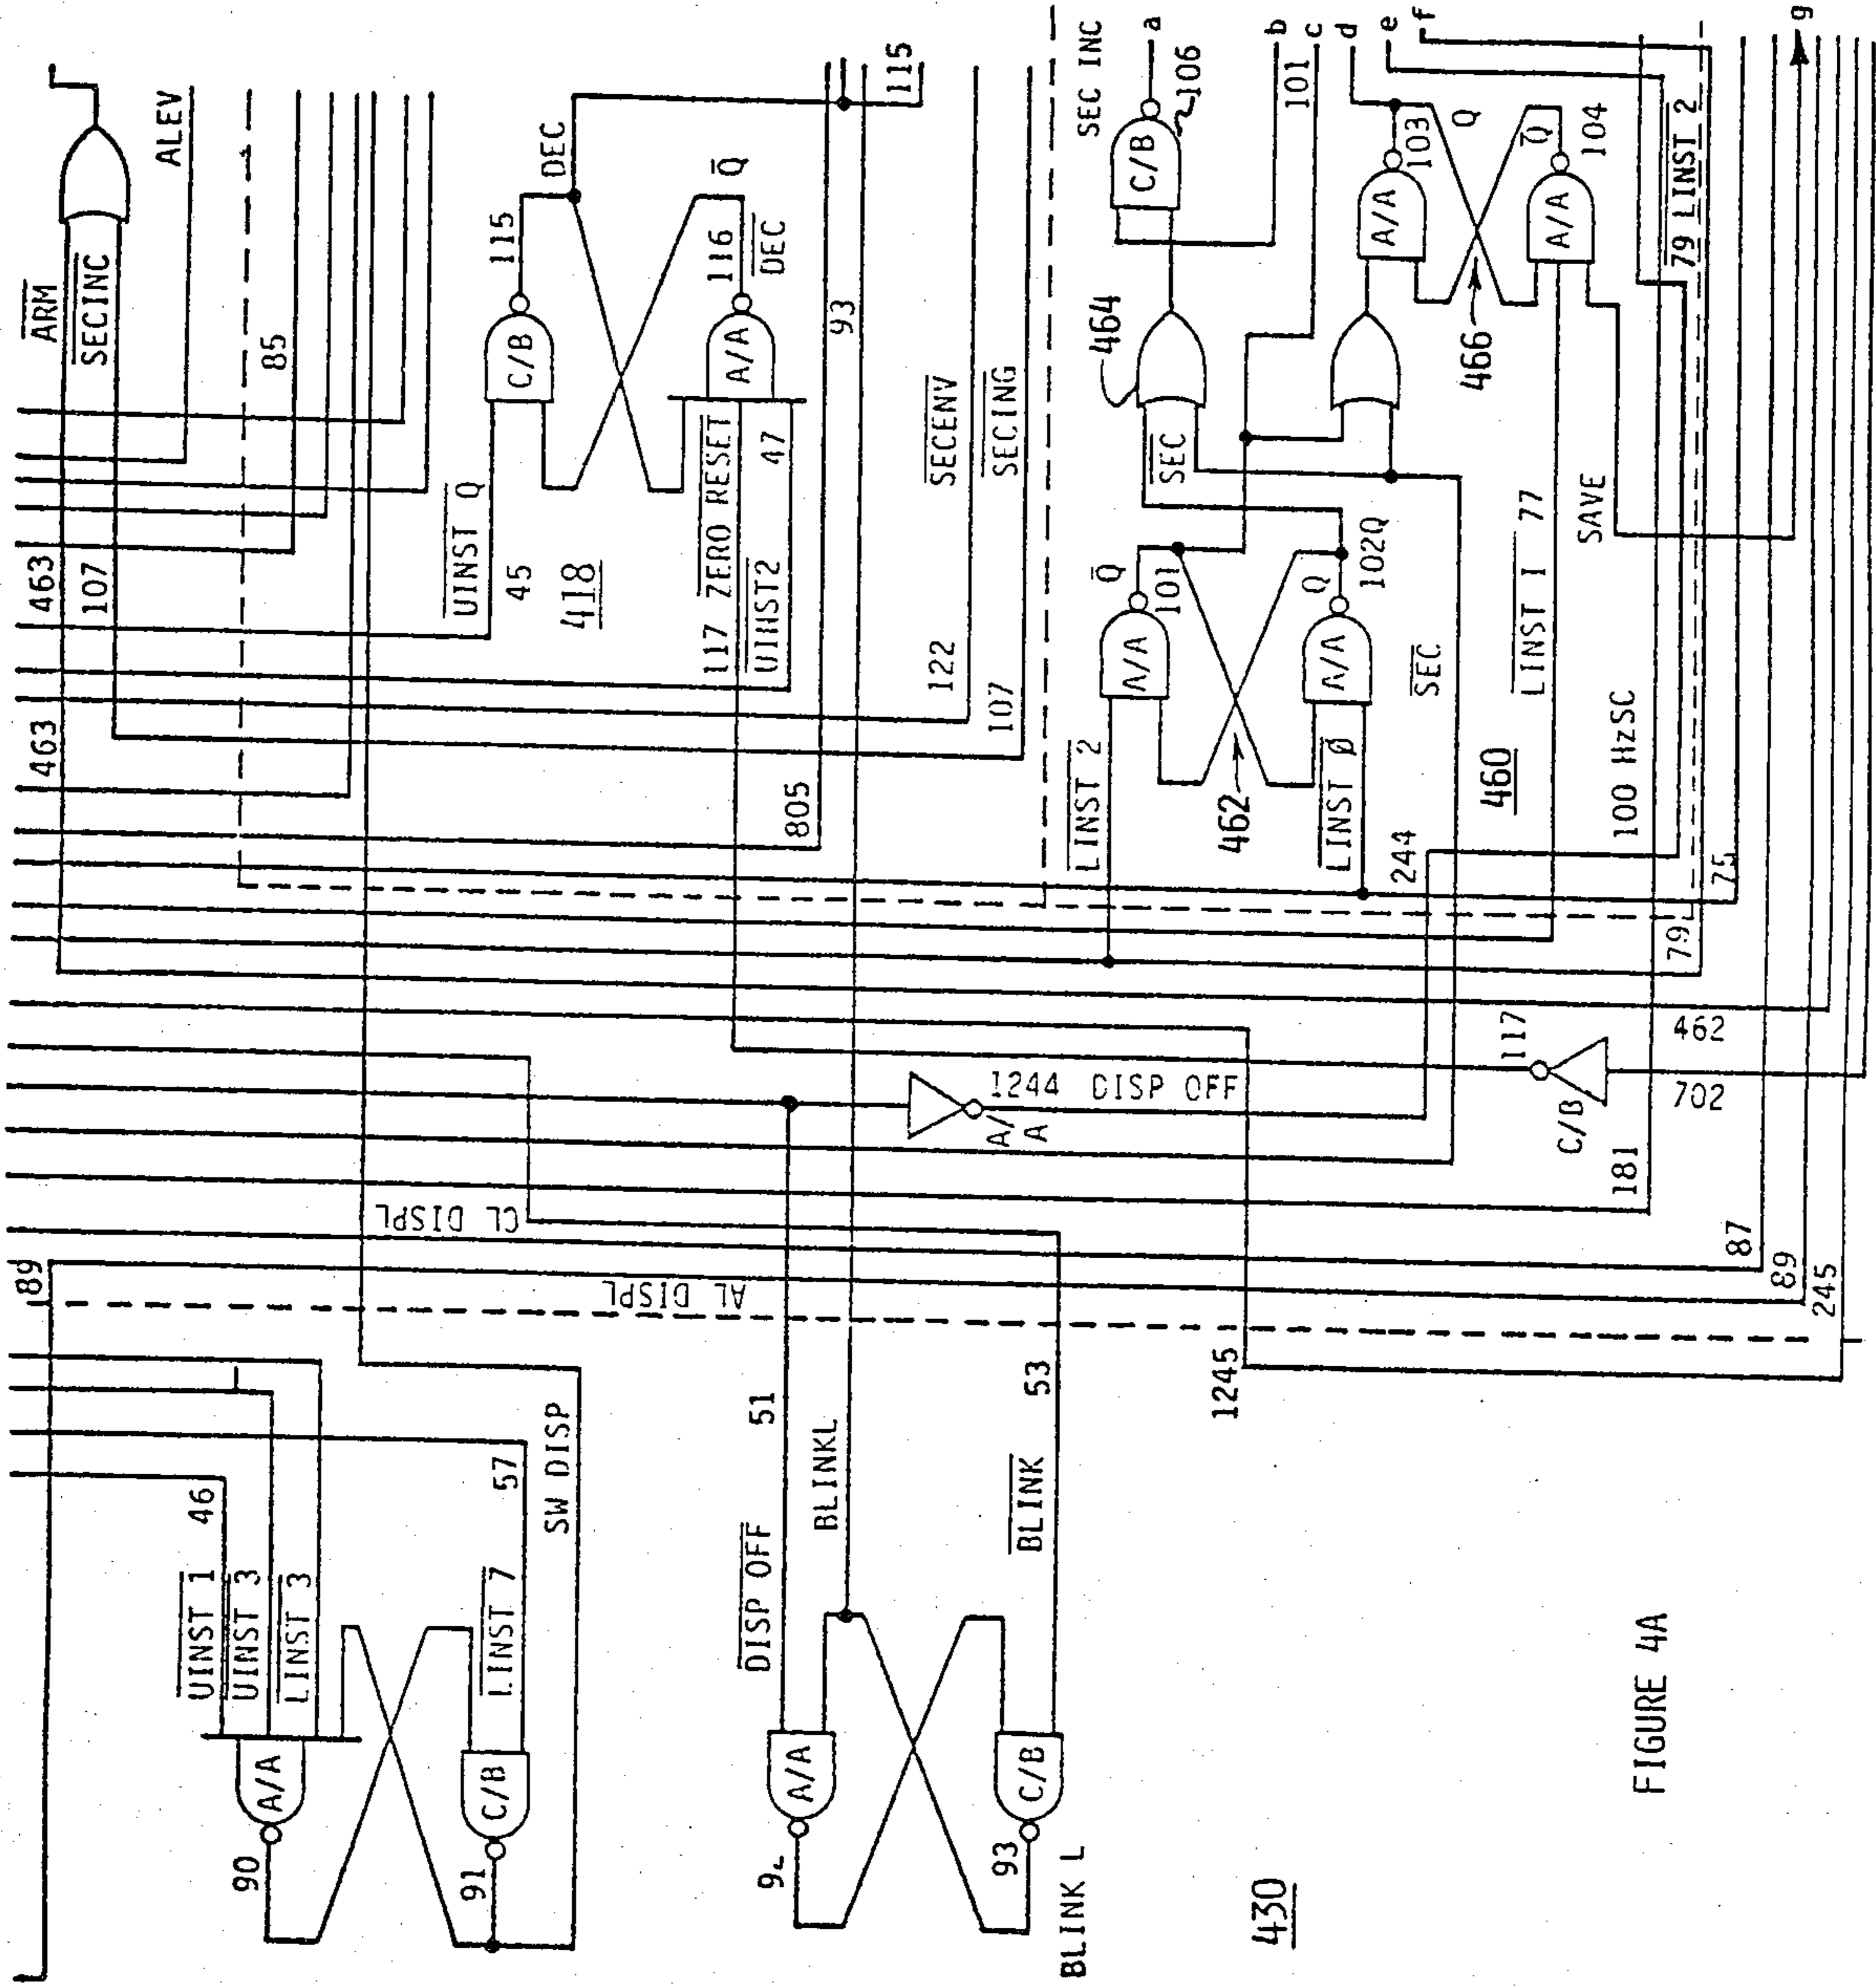 ARM
SECINC
ALEV
463
107
463
85
UINST Q
45
418
115
DEC
C/B
Q
116
DEC
A/A
117 ZERO RESET
UINST2
47
115
93
805
122
SECENV
107
SECING
89
CL DISPL
AL DISPL
UINST 1
46
UINST 3
LINST 3
A/A
90
LINST 7
57
C/B
91
SW DISP
DISP OFF
51
BLINKL
A/A
BLINK
53
C/B
93
BLINK L
430
1244 DISP OFF
A/A
1245
SEC INC
a
C/B
106
b
101
c
d
e
f
464
SEC
LINST 2
Q
101
A/A
462
Q
102Q
A/A
LINST Ø
244
SEC
A/A
103
Q
466
Q
A/A
104
460
LINST I 77
SAVE
100 HzSC
79 LINST 2
79
75
g
117
C/B
462
702
181
87
89
245
FIGURE 4A